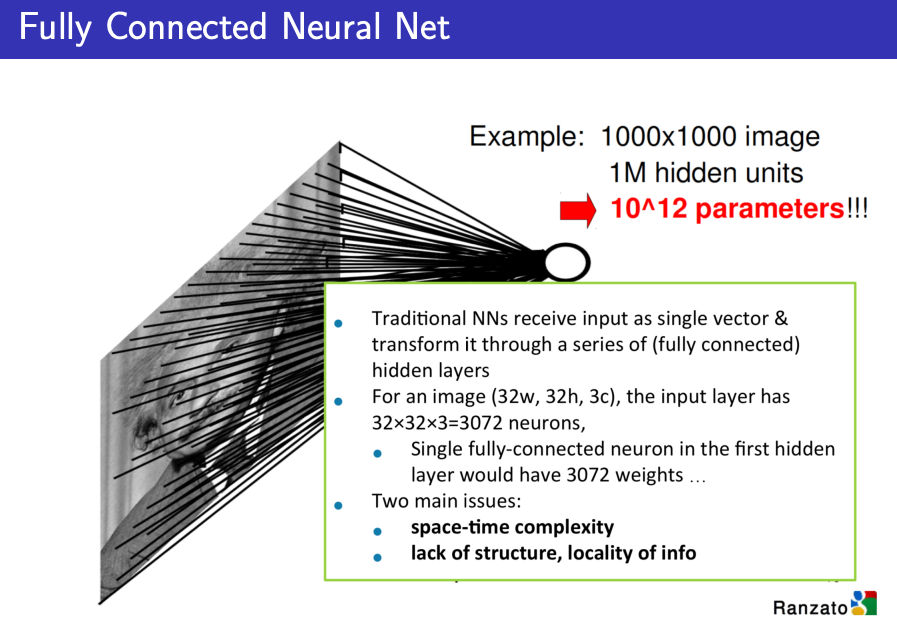 Fully Connected Neural Net
Example: 1000x1000 image
1M hidden units
10^12 parameters!!!
• Traditional NNs receive input as single vector &
transform it through a series of (fully connected)
hidden layers
• For an image (32w, 32h, 3c), the input layer has
32×32×3=3072 neurons,
• Single fully-connected neuron in the first hidden
layer would have 3072 weights …
• Two main issues:
• space-time complexity
• lack of structure, locality of info
Ranzato